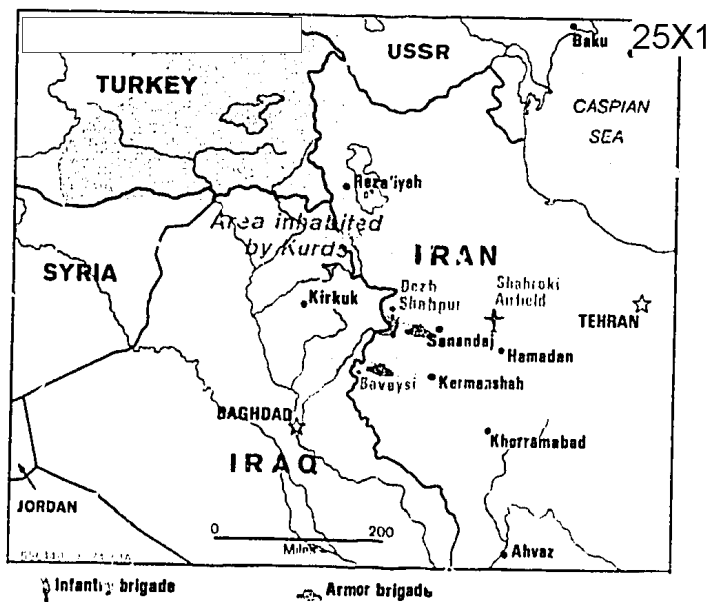 25X1
USSR
Baku
TURKEY
CASPIAN
SEA
Reza'iyeh
Area inhabited
by Kurds
IRAN
SYRIA
Dezh
Shahpur
Shahroki
Airfield
Kirkuk
TEHRAN
Sanandaj
Hamadan
Baveysi
Kermanshah
BAGHDAD
IRAQ
Khorramabad
JORDAN
0 200
Miles
Ahvaz
Infantry brigade
Armor brigade